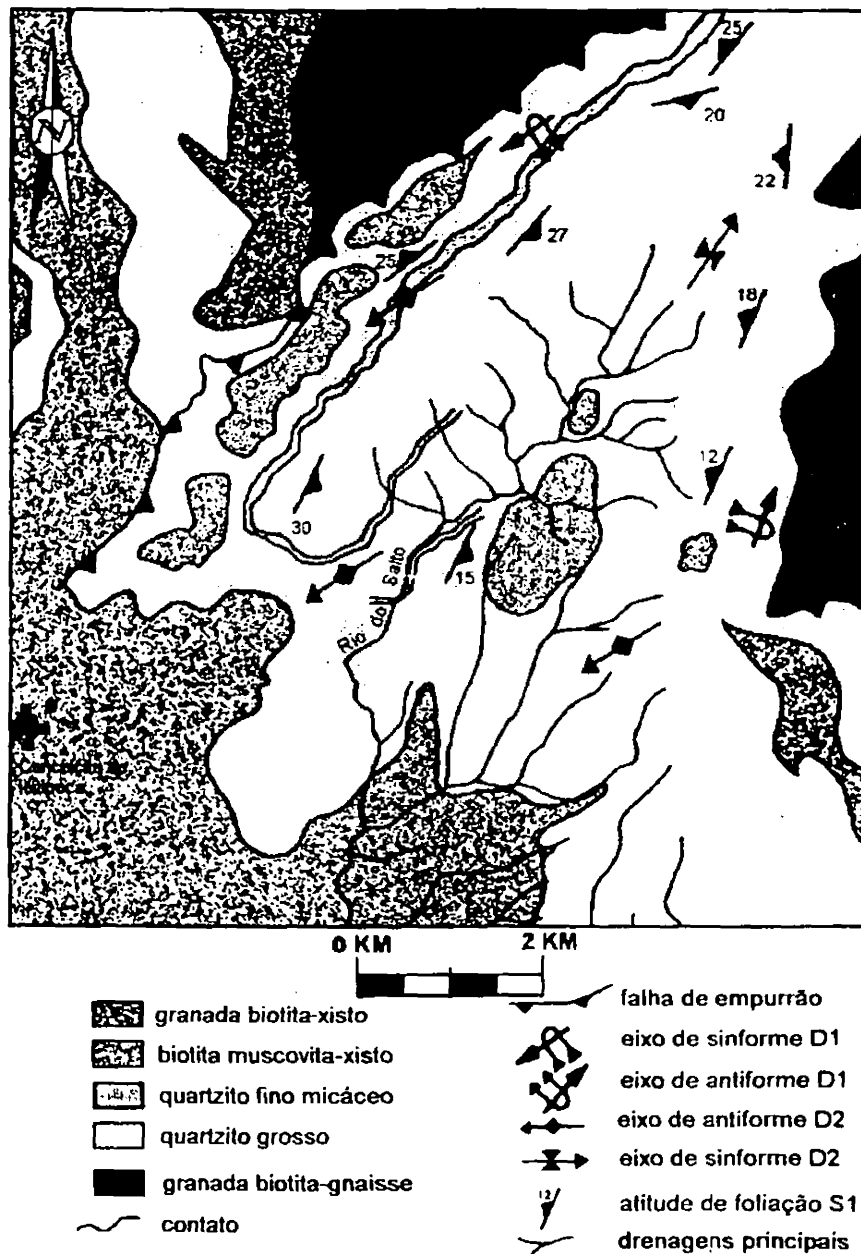 25
N
20
22
27
25
18
12
30
15
Rio do Salto
0 KM
2 KM
granada biotita-xisto
biotita muscovita-xisto
quartzito fino micáceo
quartzito grosso
granada biotita-gnaisse
contato
falha de empurrão
eixo de sinforme D1
eixo de antiforme D1
eixo de antiforme D2
eixo de sinforme D2
12
atitude de foliação S1
drenagens principais